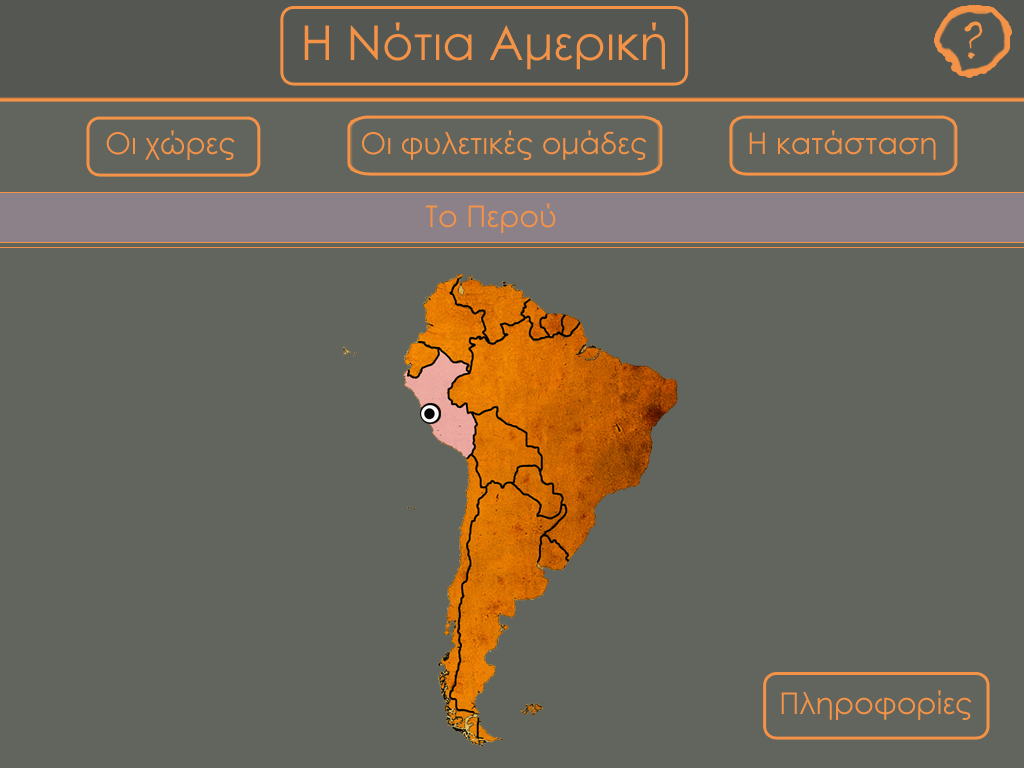 Η Νότια Αμερική
?
Οι χώρες
Οι φυλετικές ομάδες
Η κατάσταση
Το Περού
Πληροφορίες